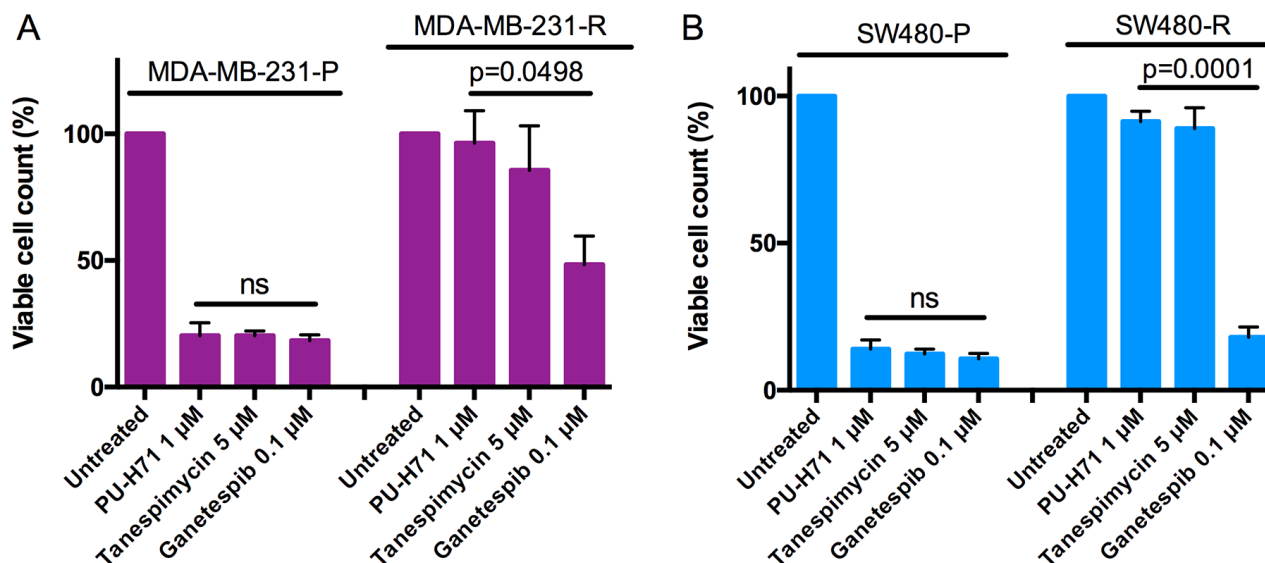 A
MDA-MB-231-P
MDA-MB-231-R
p=0.0498
ns
Viable cell count (%)
100
50
0
Untreated
PU-H71 1 µM
Tanespimycin 5 µM
Ganetespib 0.1 µM
Untreated
PU-H71 1 µM
Tanespimycin 5 µM
Ganetespib 0.1 µM
B
SW480-P
SW480-R
p=0.0001
ns
Viable cell count (%)
100
50
0
Untreated
PU-H71 1 µM
Tanespimycin 5 µM
Ganetespib 0.1 µM
Untreated
PU-H71 1 µM
Tanespimycin 5 µM
Ganetespib 0.1 µM